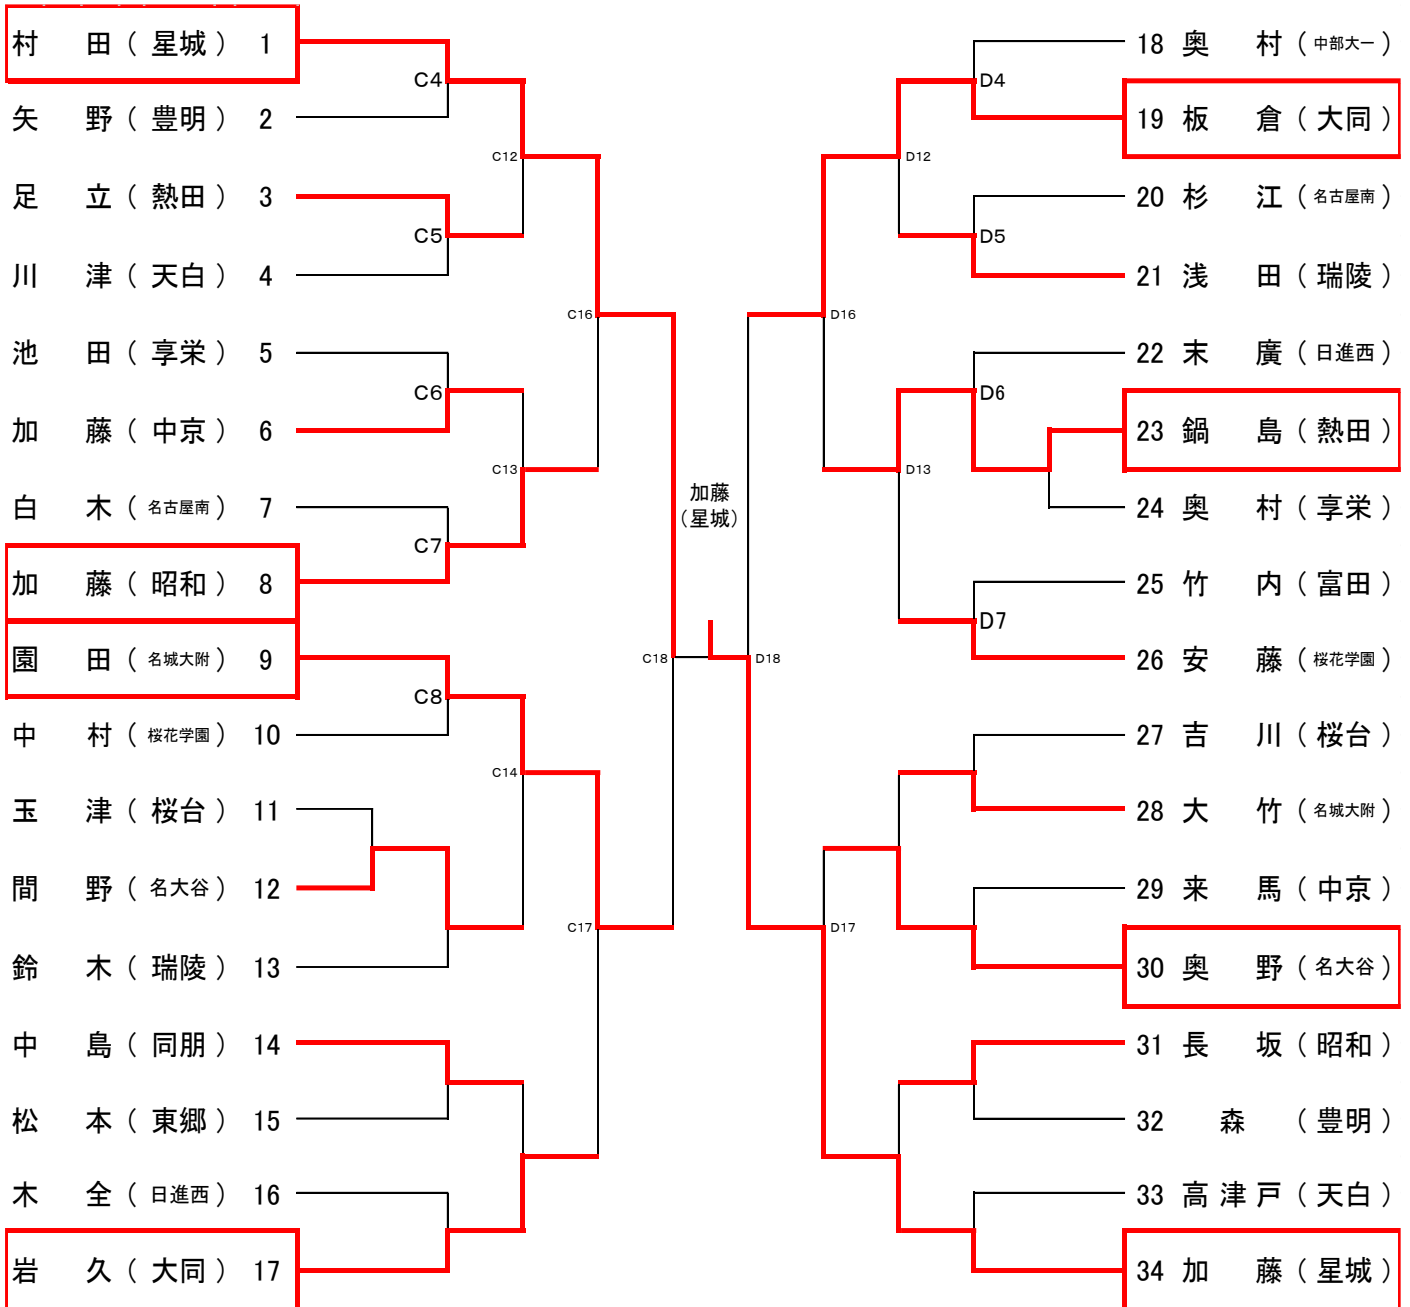 村 田（ 星城 ） 1
矢 野（ 豊明 ） 2
足 立（ 熱田 ） 3
川 津（ 天白 ） 4
池 田（ 享栄 ） 5
加 藤（ 中京 ） 6
白 木（ 名古屋南 ） 7
加 藤（ 昭和 ） 8
園 田（ 名城大附 ） 9
中 村（ 桜花学園 ） 10
玉 津（ 桜台 ） 11
間 野（ 名大谷 ） 12
鈴 木（ 瑞陵 ） 13
中 島（ 同朋 ） 14
松 本（ 東郷 ） 15
木 全（ 日進西 ） 16
岩 久（ 大同 ） 17
C4
C5
C6
C7
C8
C12
C13
C14
C16
C17
C18
加藤
（星城）
D18
D16
D17
D12
D13
D4
D5
D6
D7
18 奥 村（ 中部大一 ）
19 板 倉（ 大同 ）
20 杉 江（ 名古屋南 ）
21 浅 田（ 瑞陵 ）
22 末 廣（ 日進西 ）
23 鍋 島（ 熱田 ）
24 奥 村（ 享栄 ）
25 竹 内（ 富田 ）
26 安 藤（ 桜花学園 ）
27 吉 川（ 桜台 ）
28 大 竹（ 名城大附 ）
29 来 馬（ 中京 ）
30 奥 野（ 名大谷 ）
31 長 坂（ 昭和 ）
32 森 （ 豊明 ）
33 高 津 戸（ 天白 ）
34 加 藤（ 星城 ）